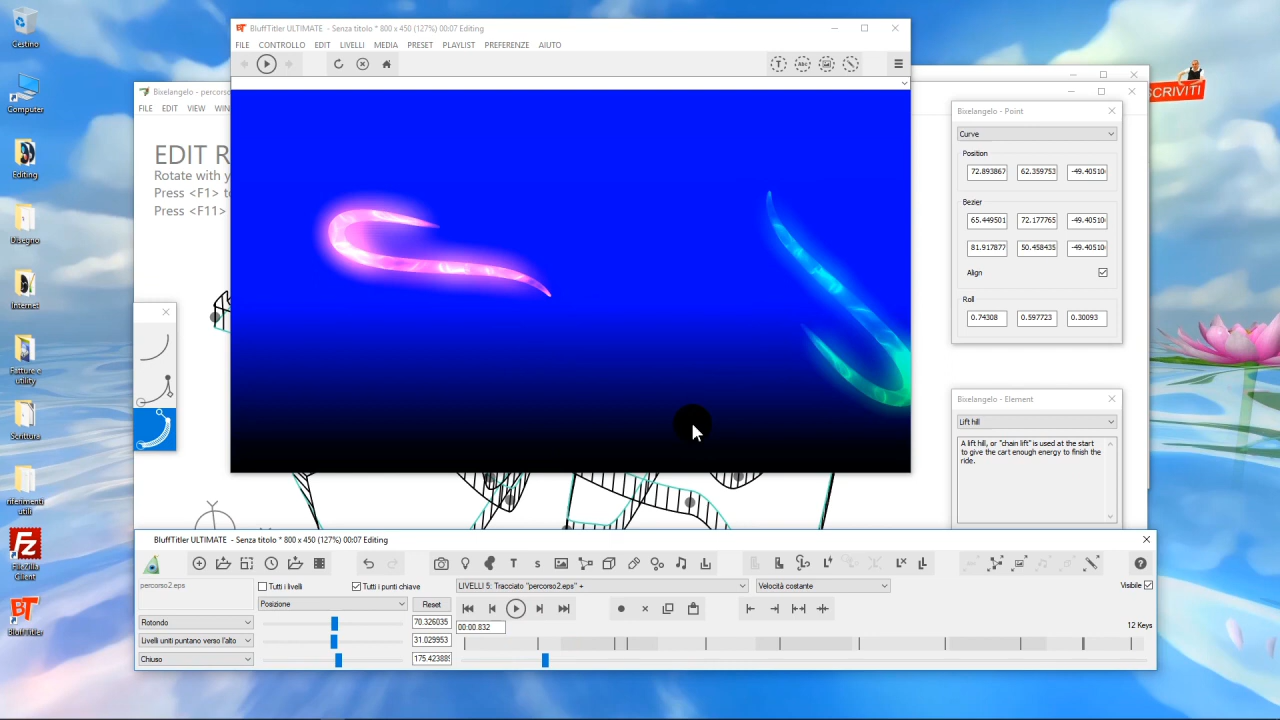 Cestino
Computer
Editing
Disegno
Internet
Fatture e
utility
Scrittura
riferimenti
utili
FileZilla
Client
BluffTitler
BluffTitler ULTIMATE - Senza titolo * 800 x 450 (127%) 00:07 Editing
FILE CONTROLLO EDIT LIVELLI MEDIA PRESET PLAYLIST PREFERENZE AIUTO
Bixelangelo - percorso
FILE EDIT VIEW WIN
EDIT R
Rotate with y
Press <F1> to
Press <F11>
SCRIVITI
Bixelangelo - Point
Curve
Position
72.893867 62.359753 -49.40510
Bezier
65.449501 72.177765 -49.40510
81.917877 50.458435 -49.40510
Align
Roll
0.74308 0.597723 0.30093
Bixelangelo - Element
Lift hill
A lift hill, or "chain lift" is used at the start
to give the cart enough energy to finish the
ride.
BluffTitler ULTIMATE - Senza titolo * 800 x 450 (127%) 00:07 Editing
percorso2.eps
Tutti i livelli
Tutti i punti chiave
LIVELLI 5: Tracciato "percorso2.eps" +
Velocità costante
Visibile
Posizione
Reset
Rotondo
70.326035
00:00.832
12 Keys
Livelli uniti puntano verso l'alto
31.029953
Chiuso
175.42388